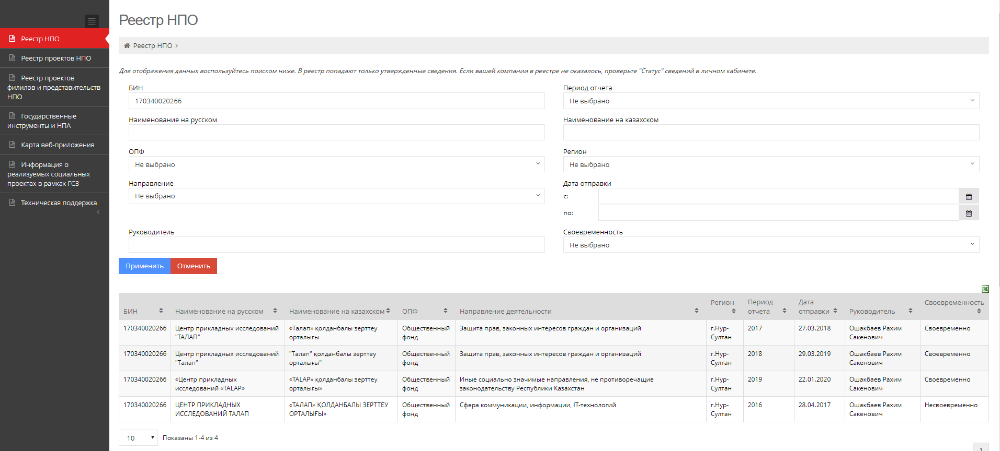 Реестр НПО
Реестр проектов НПО
Реестр проектов
филилов и представительств
НПО
Государственные
инструменты и НПА
Карта веб-приложения
Информация о
реализуемых социальных
проектах в рамках ГСЗ
Техническая поддержка
Реестр НПО
Реестр НПО >
Для отображения данных воспользуйтесь поиском ниже. В реестр попадают только утвержденные сведения. Если вашей компании в реестре не оказалось, проверьте "Статус" сведений в личном кабинете.
БИН
170340020266
Период отчета
Не выбрано
Наименование на русском
Наименование на казахском
ОПФ
Не выбрано
Регион
Не выбрано
Направление
Не выбрано
Дата отправки
с:
по:
Руководитель
Своевременность
Не выбрано
Применить Отменить
БИН Наименование на русском Наименование на казахском ОПФ Направление деятельности Регион Период отчета Дата отправки Руководитель Своевременность
170340020266 Центр прикладных исследований «Талап» қолданбалы зерттеу Общественный Защита прав, законных интересов граждан и организаций г.Нур- 2017 27.03.2018 Ошакбаев Рахим Своевременно
"ТАЛАП" орталығы фонд Султан Сакенович
170340020266 Центр прикладных исследований "Талап" қолданбалы зерттеу Общественный Защита прав, законных интересов граждан и организаций г.Нур- 2018 29.03.2019 Ошакбаев Рахим Своевременно
"Талап" орталығы" фонд Султан Сакенович
170340020266 «Центр прикладных «TALAP» қолданбалы зерттеу Общественный Иные социально значимые направления, не противоречащие г.Нур- 2019 22.01.2020 Ошакбаев Рахим Своевременно
исследований «TALAP» орталығы» фонд законодательству Республики Казахстан Султан Сакенович
170340020266 ЦЕНТР ПРИКЛАДНЫХ «ТАЛАП» ҚОЛДАНБАЛЫ ЗЕРТТЕУ Общественный Сфера коммуникации, информации, IT-технологий г.Нур- 2016 28.04.2017 Ошакбаев Рахим Несвоевременно
ИССЛЕДОВАНИЙ ТАЛАП ОРТАЛЫҒЫ» фонд Султан Сакенович
10 Показаны 1-4 из 4
1